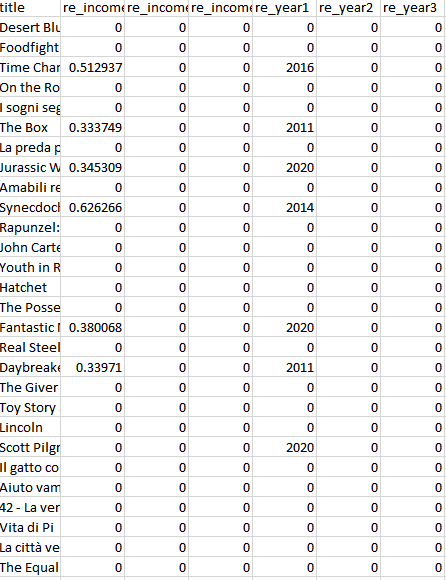 title re_income re_income re_income re_year1 re_year2 re_year3
Desert Blu 0 0 0 0 0 0
Foodfight 0 0 0 0 0 0
Time Char 0.512937 0 0 2016 0 0
On the Ro 0 0 0 0 0 0
I sogni seg 0 0 0 0 0 0
The Box 0.333749 0 0 2011 0 0
La preda p 0 0 0 0 0 0
Jurassic W 0.345309 0 0 2020 0 0
Amabili re 0 0 0 0 0 0
Synecdoch 0.626266 0 0 2014 0 0
Rapunzel: 0 0 0 0 0 0
John Carte 0 0 0 0 0 0
Youth in R 0 0 0 0 0 0
Hatchet 0 0 0 0 0 0
The Posse 0 0 0 0 0 0
Fantastic M 0.380068 0 0 2020 0 0
Real Steel 0 0 0 0 0 0
Daybreake 0.33971 0 0 2011 0 0
The Giver 0 0 0 0 0 0
Toy Story 0 0 0 0 0 0
Lincoln 0 0 0 0 0 0
Scott Pilgr 0 0 0 2020 0 0
Il gatto co 0 0 0 0 0 0
Aiuto vam 0 0 0 0 0 0
42 - La ver 0 0 0 0 0 0
Vita di Pi 0 0 0 0 0 0
La città ve 0 0 0 0 0 0
The Equal 0 0 0 0 0 0